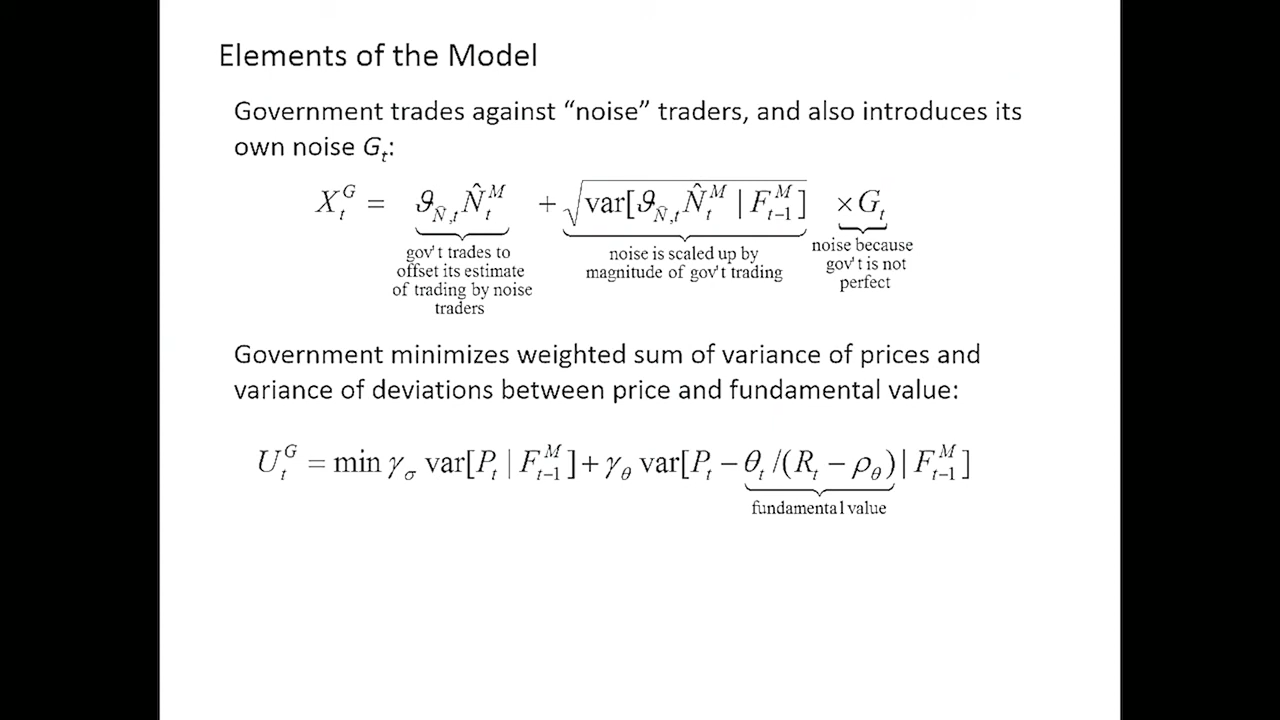 Elements of the Model
Government trades against “noise” traders, and also introduces its
own noise Gₜ:
X_t^G = ϑ_{N̂,t} N̂_t^M + √var[ϑ_{N̂,t} N̂_t^M | F_{t−1}^M] × G_t
gov't trades to
offset its estimate
of trading by noise
traders
noise is scaled up by
magnitude of gov't trading
noise because
gov't is not
perfect
Government minimizes weighted sum of variance of prices and
variance of deviations between price and fundamental value:
U_t^G = min γ_σ var[P_t | F_{t−1}^M] + γ_θ var[P_t − θ_t /(R_t − ρ_θ) | F_{t−1}^M]
fundamental value